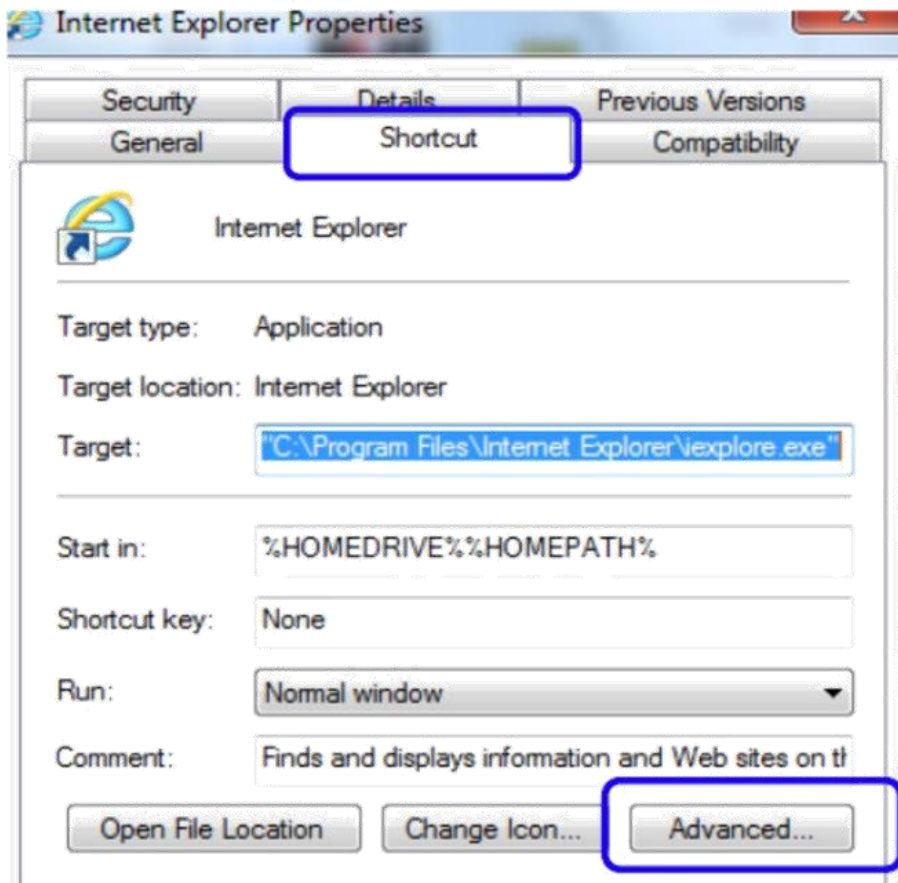 Internet Explorer Properties
Security Details Previous Versions
General Shortcut Compatibility
Internet Explorer
Target type: Application
Target location: Internet Explorer
Target: "C:\Program Files\Internet Explorer\iexplore.exe"
Start in: %HOMEDRIVE%%HOMEPATH%
Shortcut key: None
Run: Normal window
Comment: Finds and displays information and Web sites on th
Open File Location Change Icon... Advanced...